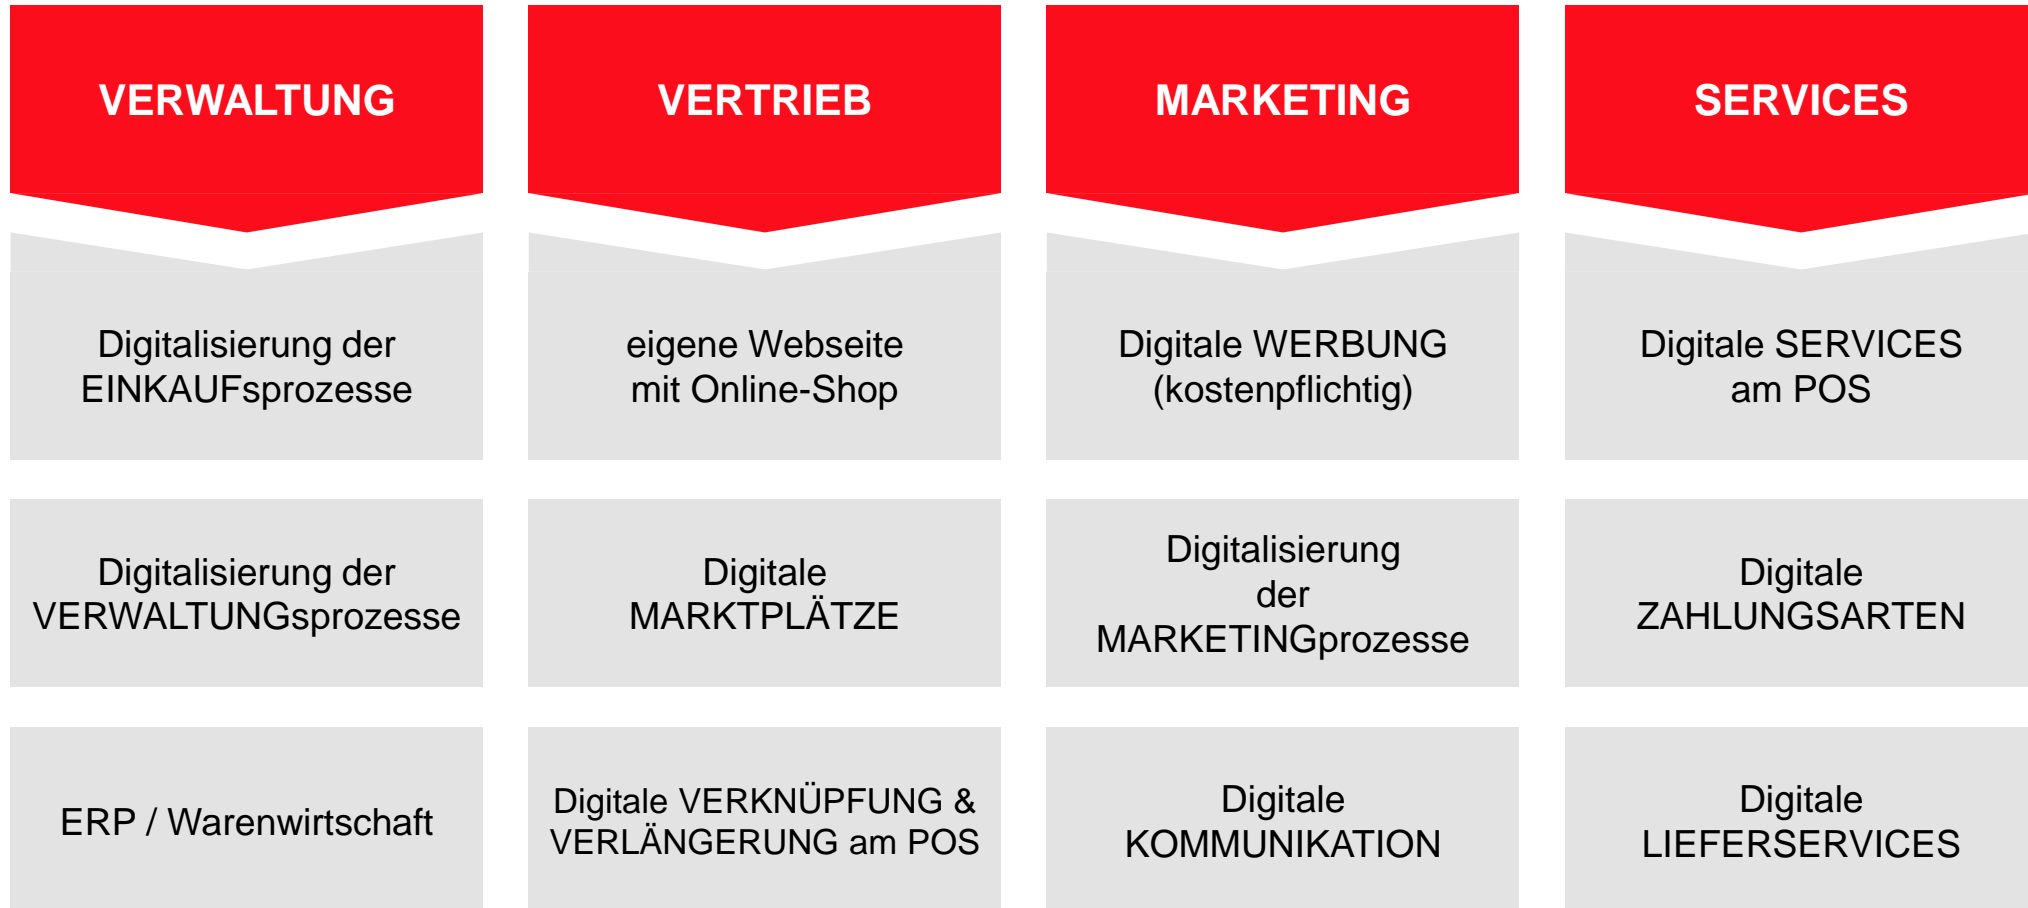 VERWALTUNG
VERTRIEB
MARKETING
SERVICES
Digitalisierung der
EINKAUFsprozesse
eigene Webseite
mit Online-Shop
Digitale WERBUNG
(kostenpflichtig)
Digitale SERVICES
am POS
Digitalisierung der
VERWALTUNGsprozesse
Digitale
MARKTPLÄTZE
Digitalisierung
der
MARKETINGprozesse
Digitale
ZAHLUNGSARTEN
ERP / Warenwirtschaft
Digitale VERKNÜPFUNG &
VERLÄNGERUNG am POS
Digitale
KOMMUNIKATION
Digitale
LIEFERSERVICES